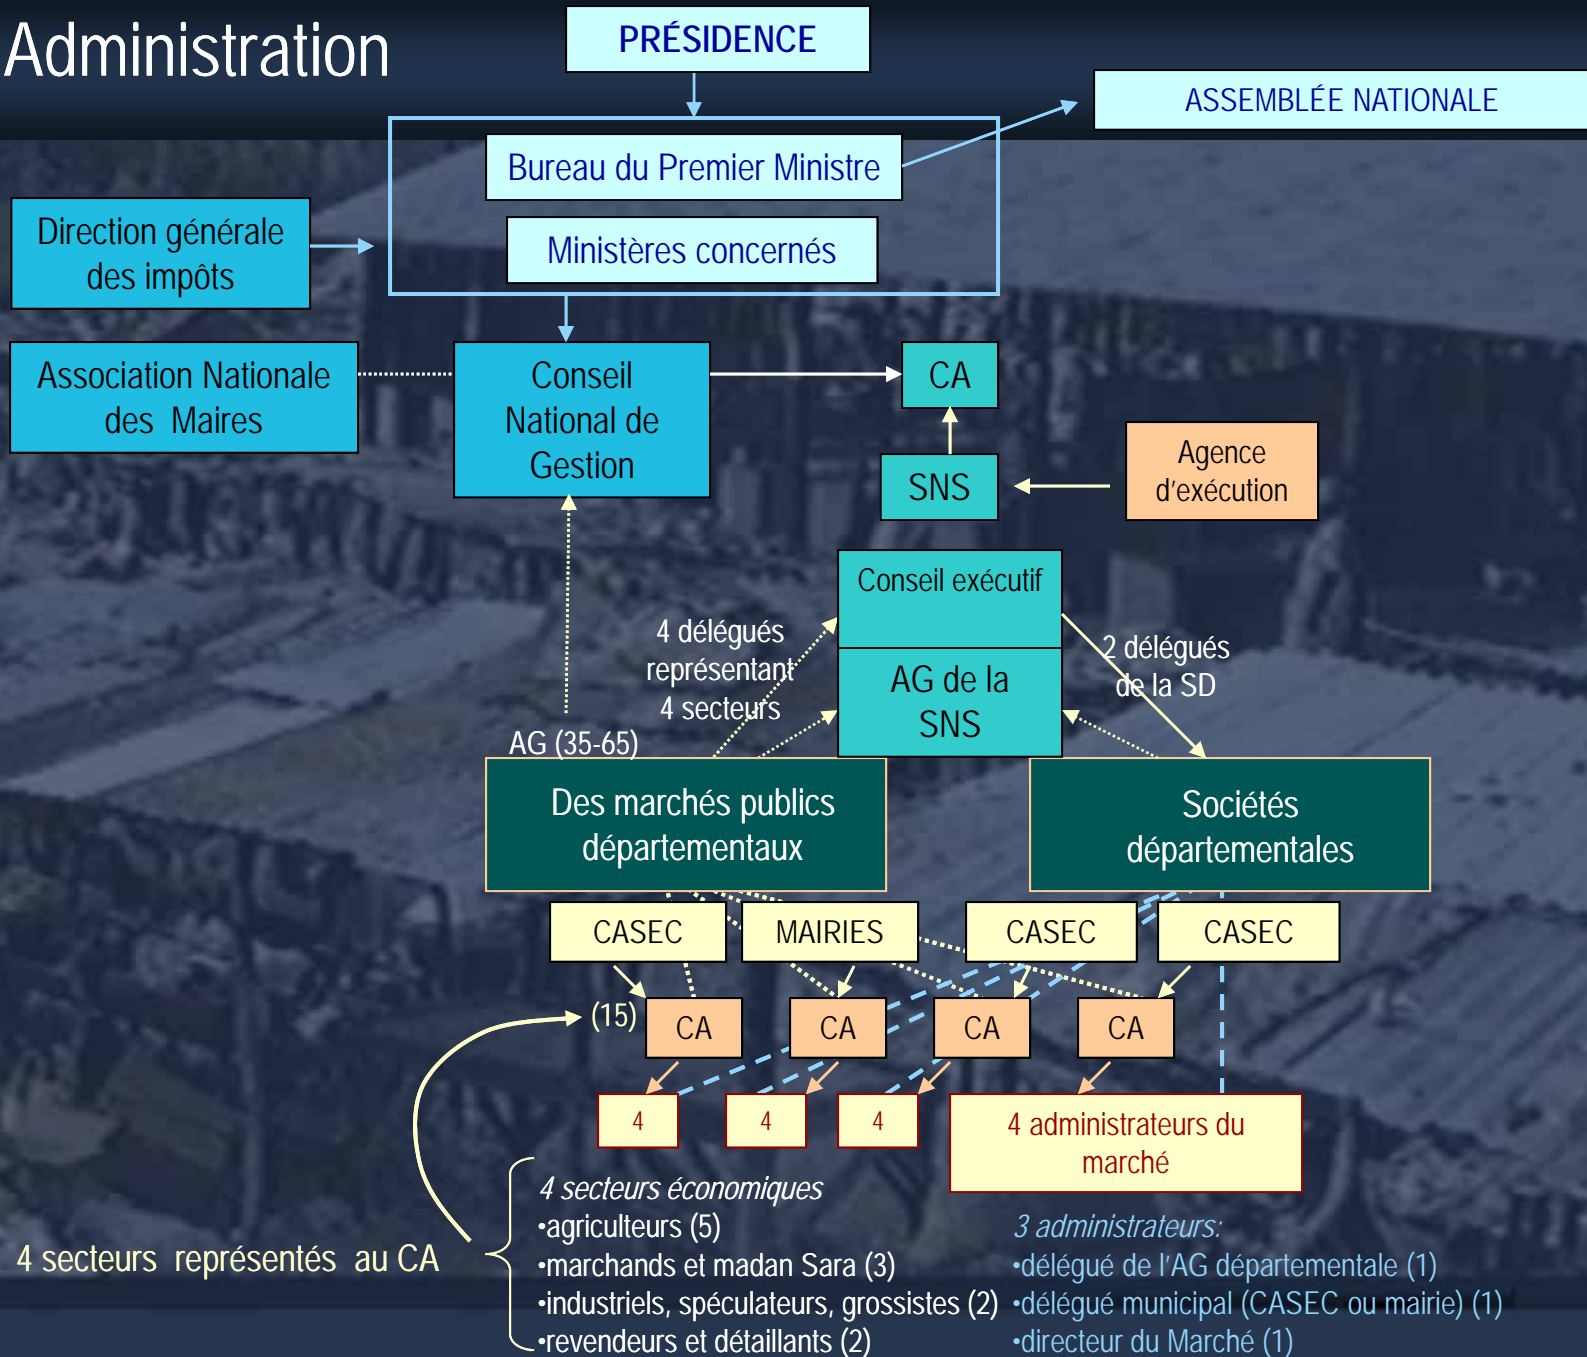 Administration
PRÉSIDENCE
ASSEMBLÉE NATIONALE
Bureau du Premier Ministre
Ministères concernés
Direction générale
des impôts
Association Nationale
des Maires
Conseil
National de
Gestion
CA
SNS
Agence
d'exécution
Conseil exécutif
AG de la
SNS
4 délégués
représentant
4 secteurs
2 délégués
de la SD
AG (35-65)
Des marchés publics
départementaux
Sociétés
départementales
CASEC
MAIRIES
CASEC
CASEC
(15)
CA
CA
CA
CA
4
4
4
4 administrateurs du
marché
4 secteurs représentés au CA
4 secteurs économiques
•agriculteurs (5)
•marchands et madan Sara (3)
•industriels, spéculateurs, grossistes (2)
•revendeurs et détaillants (2)
3 administrateurs:
•délégué de l'AG départementale (1)
•délégué municipal (CASEC ou mairie) (1)
•directeur du Marché (1)